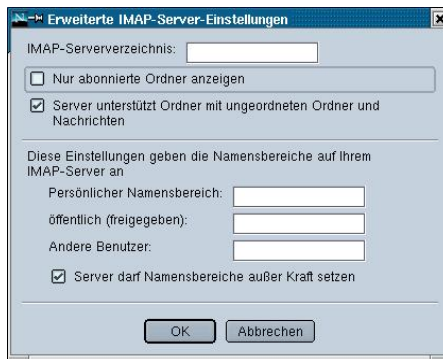 Erweiterte IMAP-Server-Einstellungen
IMAP-Serververzeichnis:
Nur abonnierte Ordner anzeigen
Server unterstützt Ordner mit ungeordneten Ordner und
Nachrichten
Diese Einstellungen geben die Namensbereiche auf Ihrem
IMAP-Server an
Persönlicher Namensbereich:
öffentlich (freigegeben):
Andere Benutzer:
Server darf Namensbereiche außer Kraft setzen
OK Abbrechen